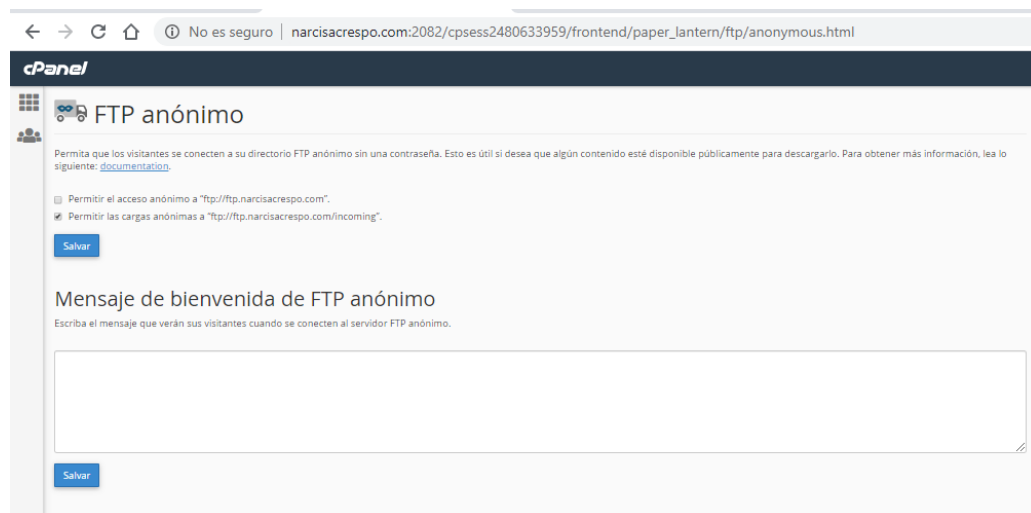 No es seguro | narcisacrespo.com:2082/cpsess2480633959/frontend/paper_lantern/ftp/anonymous.html
cPanel
FTP anónimo
Permita que los visitantes se conecten a su directorio FTP anónimo sin una contraseña. Esto es útil si desea que algún contenido esté disponible públicamente para descargarlo. Para obtener más información, lea lo
siguiente: documentation.
Permitir el acceso anónimo a "ftp://ftp.narcisacrespo.com".
Permitir las cargas anónimas a "ftp://ftp.narcisacrespo.com/incoming".
Salvar
Mensaje de bienvenida de FTP anónimo
Escriba el mensaje que verán sus visitantes cuando se conecten al servidor FTP anónimo.
Salvar